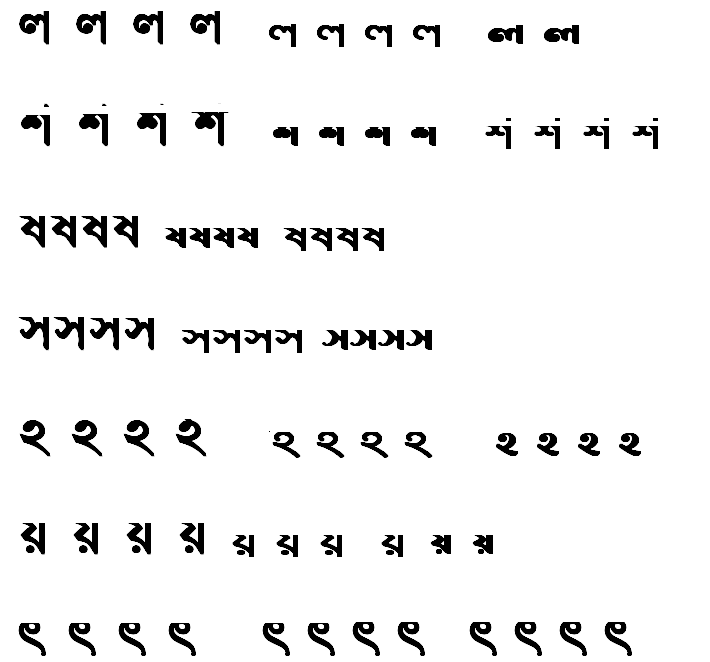 ল ল ল ল ল ল ল ল ল ল
শ শ শ শ শ শ শ শ শ শ শ শ
ষষষষ ষষষষ ষষষষ
সসসস সসসস সসসস
হ হ হ হ হ হ হ হ হ হ হ হ
য় য় য় য় য় য় য় য় য় য়
ৎ ৎ ৎ ৎ ৎ ৎ ৎ ৎ ৎ ৎ ৎ ৎ